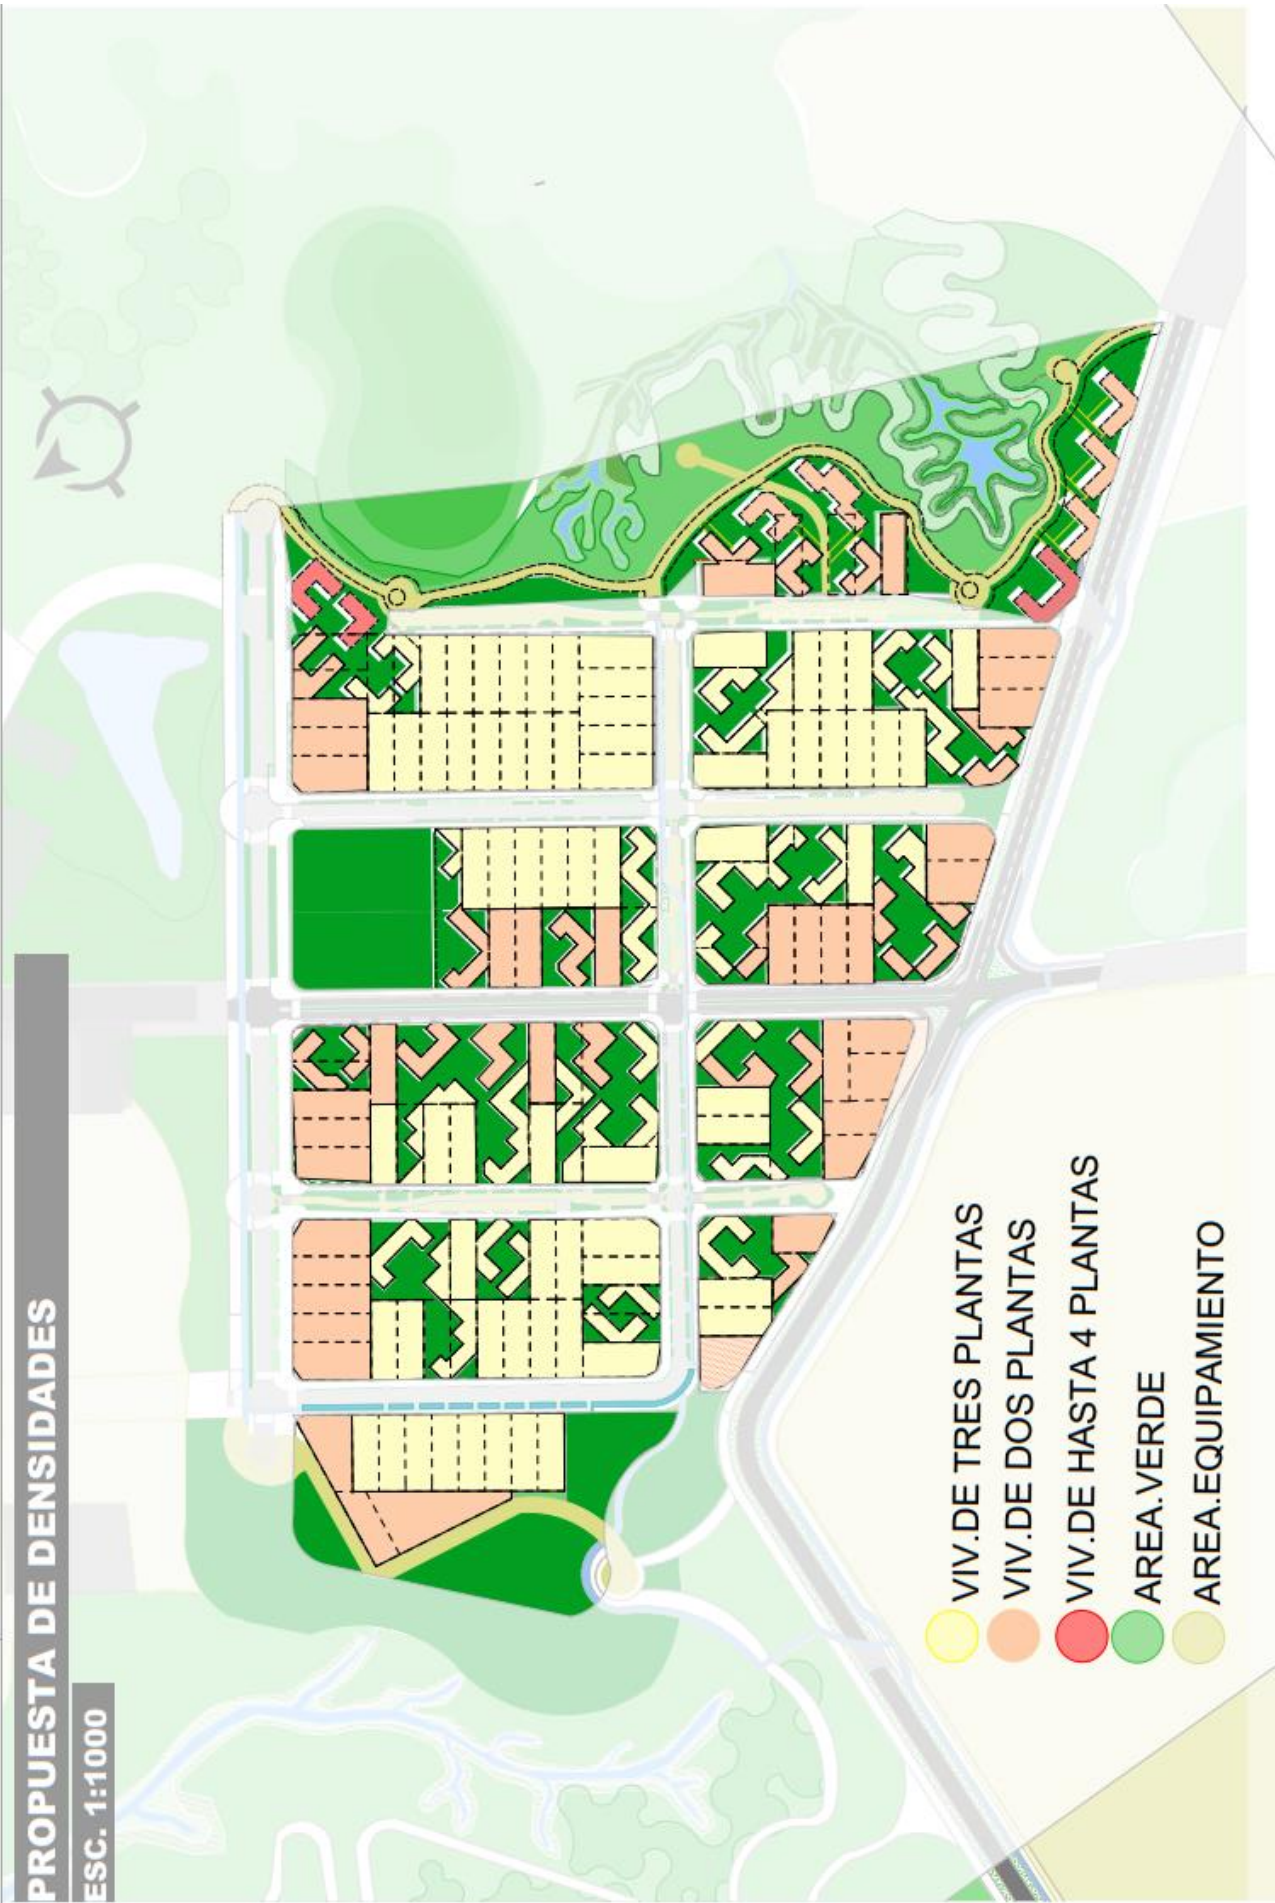 PROPUESTA DE DENSIDADES
ESC. 1:1000
VIV.DE TRES PLANTAS
VIV.DE DOS PLANTAS
VIV.DE HASTA 4 PLANTAS
AREA.VERDE
AREA.EQUIPAMIENTO